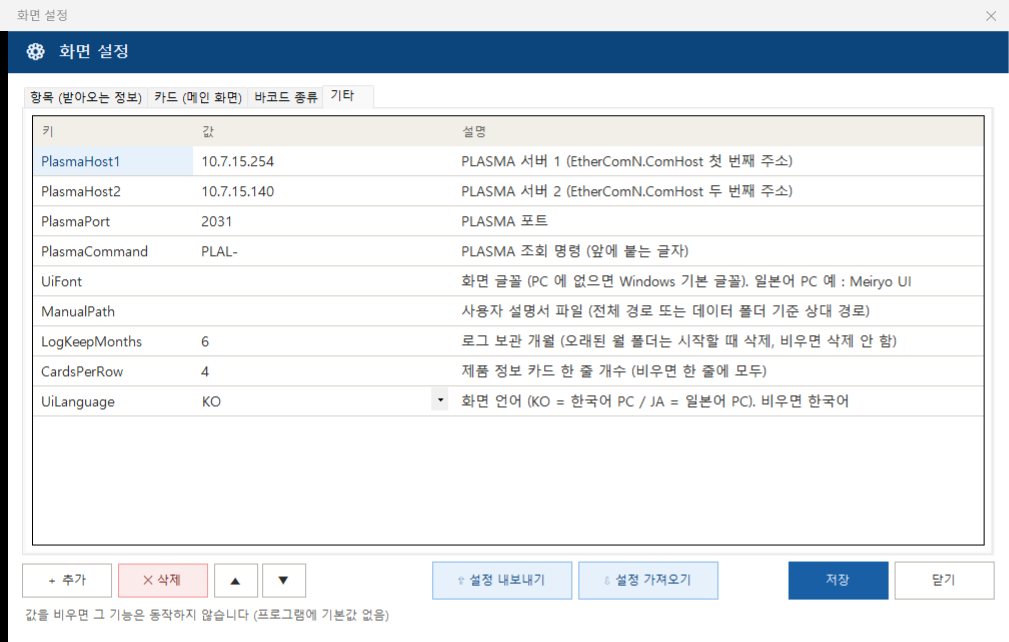 화면 설정
화면 설정
항목 (받아오는 정보) 카드 (메인 화면) 바코드 종류 기타
키 값 설명
PlasmaHost1 10.7.15.254 PLASMA 서버 1 (EtherComN.ComHost 첫 번째 주소)
PlasmaHost2 10.7.15.140 PLASMA 서버 2 (EtherComN.ComHost 두 번째 주소)
PlasmaPort 2031 PLASMA 포트
PlasmaCommand PLAL- PLASMA 조회 명령 (앞에 붙는 글자)
UiFont 화면 글꼴 (PC 에 없으면 Windows 기본 글꼴). 일본어 PC 예 : Meiryo UI
ManualPath 사용자 설명서 파일 (전체 경로 또는 데이터 폴더 기준 상대 경로)
LogKeepMonths 6 로그 보관 개월 (오래된 월 폴더는 시작할 때 삭제, 비우면 삭제 안 함)
CardsPerRow 4 제품 정보 카드 한 줄 개수 (비우면 한 줄에 모두)
UiLanguage KO 화면 언어 (KO = 한국어 PC / JA = 일본어 PC). 비우면 한국어
+ 추가 × 삭제 ▲ ▼ ⇧ 설정 내보내기 ⇩ 설정 가져오기 저장 닫기
값을 비우면 그 기능은 동작하지 않습니다 (프로그램에 기본값 없음)